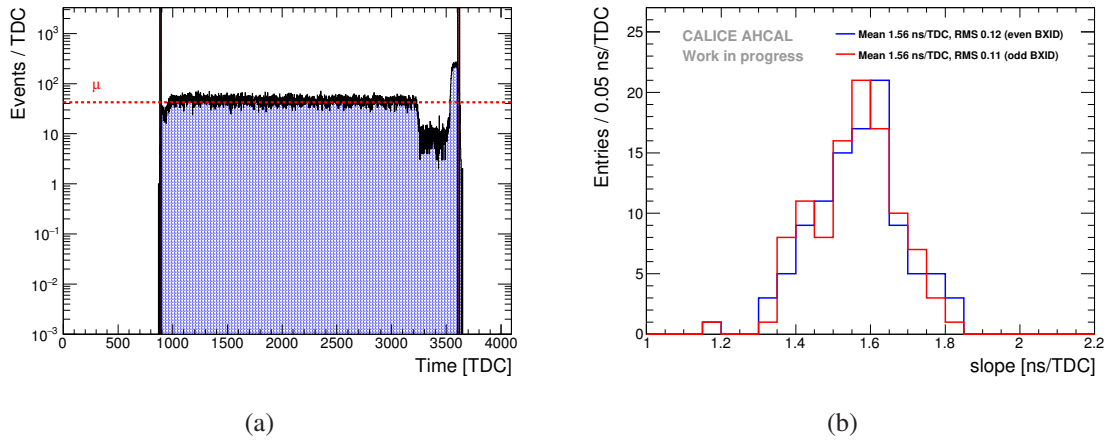 Events / TDC
10³
10²
10
1
10⁻¹
10⁻²
10⁻³
μ
0 500 1000 1500 2000 2500 3000 3500 4000
Time [TDC]
(a)
Entries / 0.05 ns/TDC
25
20
15
10
5
0
CALICE AHCAL
Work in progress
Mean 1.56 ns/TDC, RMS 0.12 (even BXID)
Mean 1.56 ns/TDC, RMS 0.11 (odd BXID)
1 1.2 1.4 1.6 1.8 2 2.2
slope [ns/TDC]
(b)